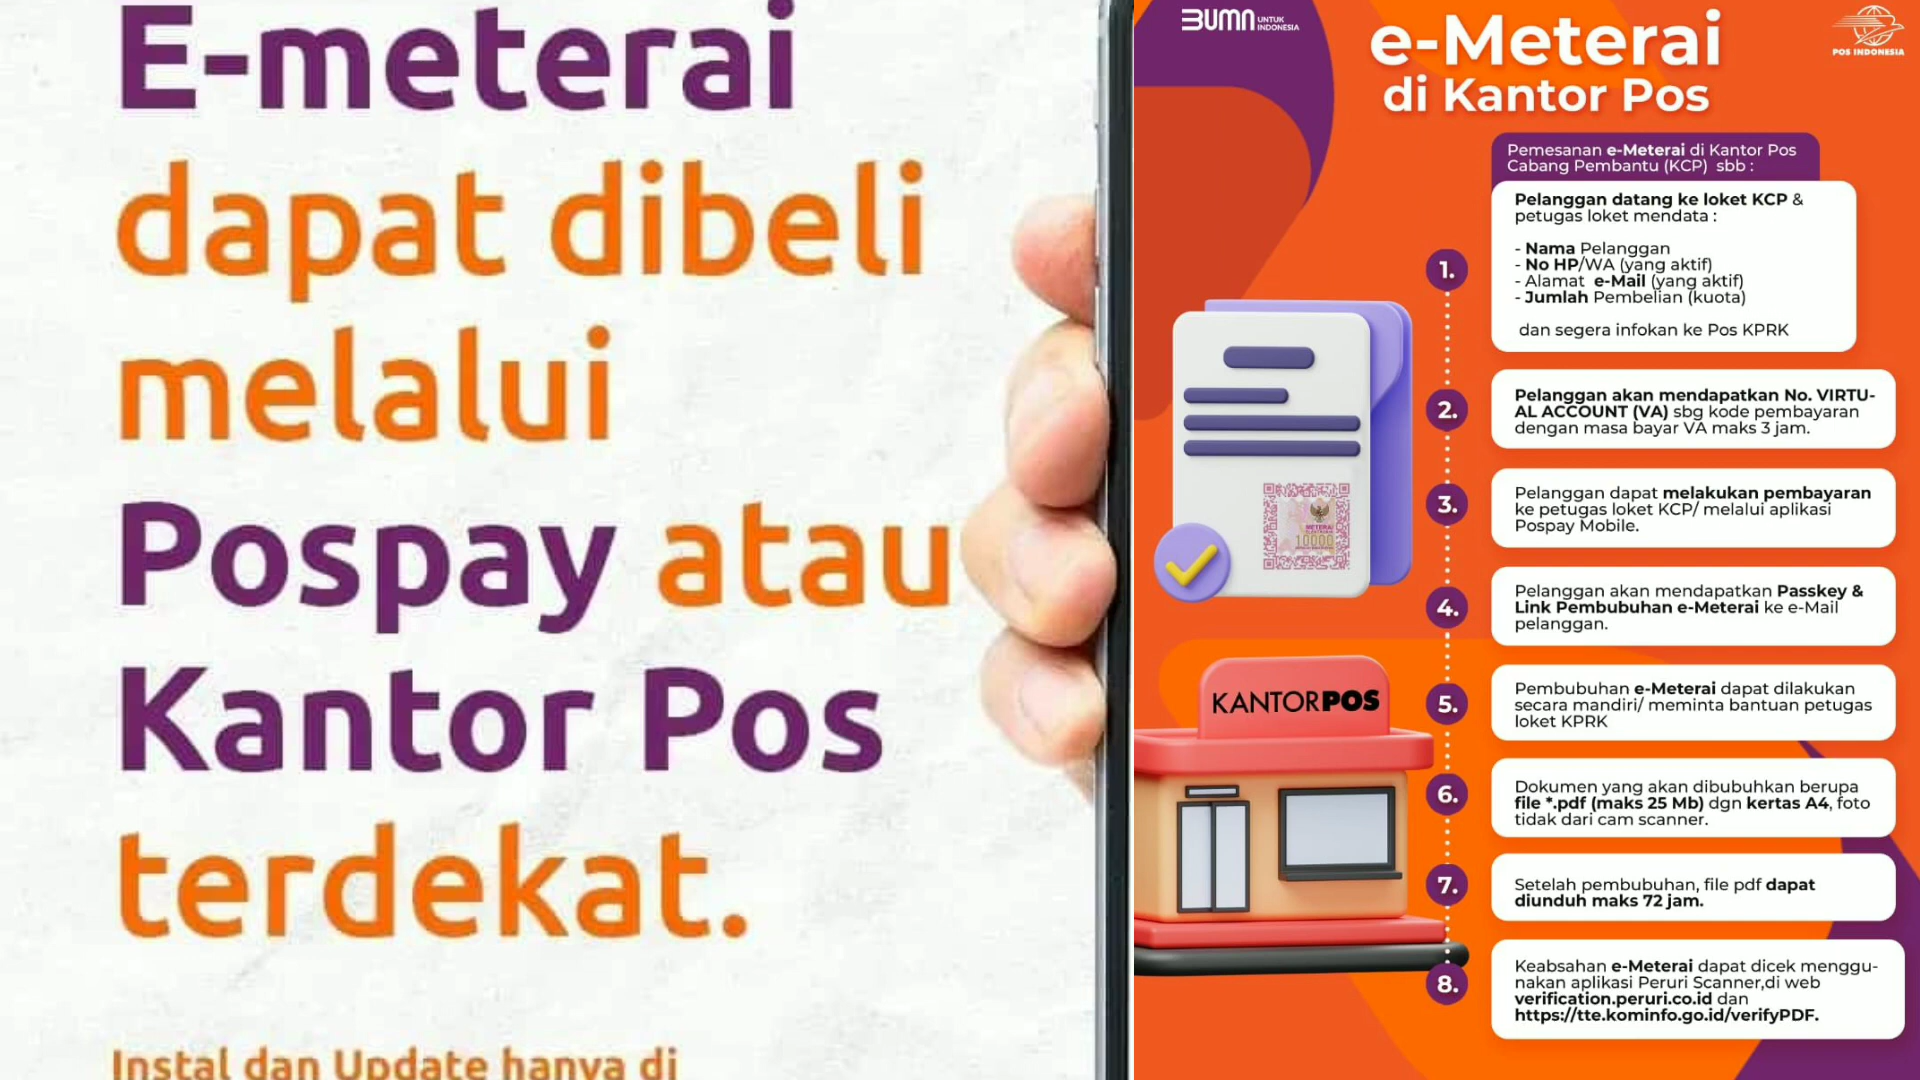 E-meterai
dapat dibeli
melalui
Pospay atau
Kantor Pos
terdekat.
Instal dan Update hanya di
BUMN UNTUK
INDONESIA
e-Meterai
di Kantor Pos
POS INDONESIA
Pemesanan e-Meterai di Kantor Pos
Cabang Pembantu (KCP) sbb :
1.
Pelanggan datang ke loket KCP &
petugas loket mendata :
- Nama Pelanggan
- No HP/WA (yang aktif)
- Alamat e-Mail (yang aktif)
- Jumlah Pembelian (kuota)
dan segera infokan ke Pos KPRK
2.
Pelanggan akan mendapatkan No. VIRTU-
AL ACCOUNT (VA) sbg kode pembayaran
dengan masa bayar VA maks 3 jam.
3.
Pelanggan dapat melakukan pembayaran
ke petugas loket KCP/ melalui aplikasi
Pospay Mobile.
4.
Pelanggan akan mendapatkan Passkey &
Link Pembubuhan e-Meterai ke e-Mail
pelanggan.
5.
Pembubuhan e-Meterai dapat dilakukan
secara mandiri/ meminta bantuan petugas
loket KPRK
6.
Dokumen yang akan dibubuhkan berupa
file *.pdf (maks 25 Mb) dgn kertas A4, foto
tidak dari cam scanner.
7.
Setelah pembubuhan, file pdf dapat
diunduh maks 72 jam.
8.
Keabsahan e-Meterai dapat dicek menggu-
nakan aplikasi Peruri Scanner,di web
verification.peruri.co.id dan
https://tte.kominfo.go.id/verifyPDF.
METERAI
10000
KANTORPOS